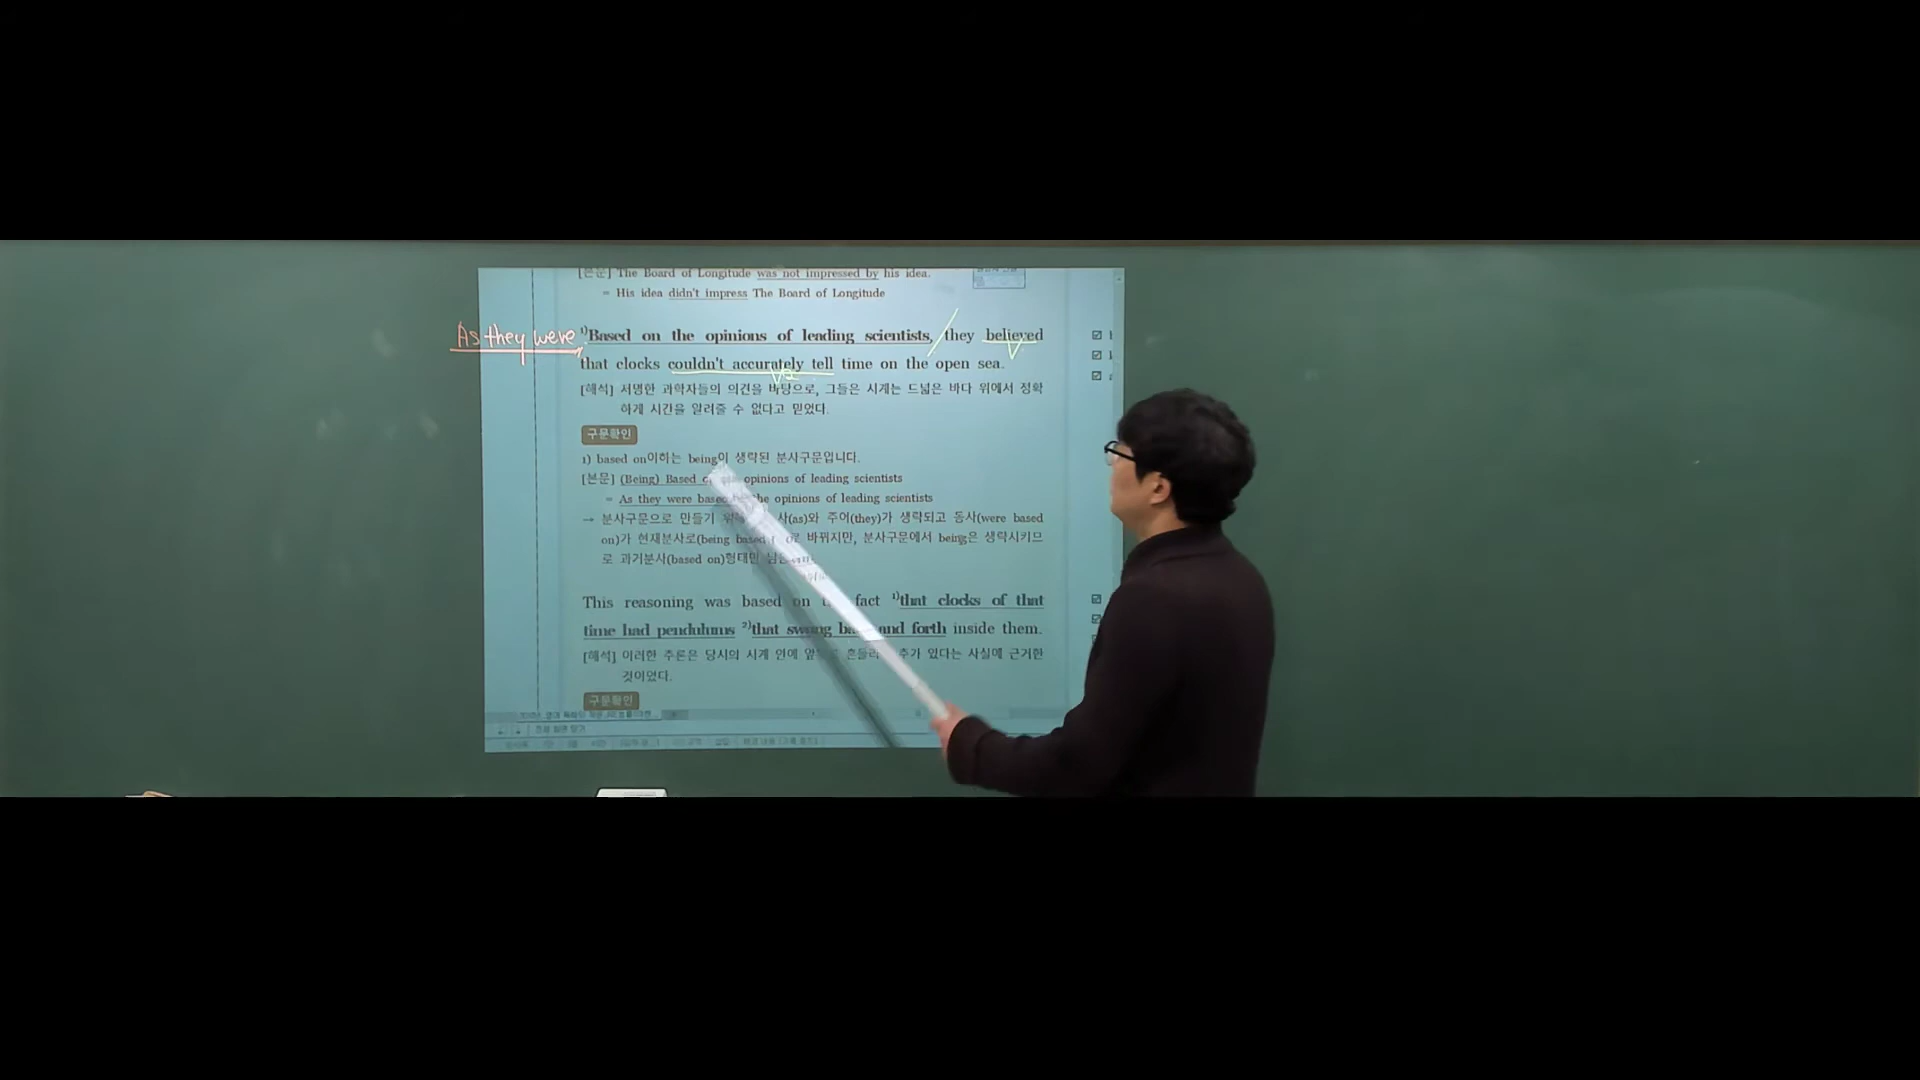 [본문] The Board of Longitude was not impressed by his idea.
= His idea didn't impress The Board of Longitude
As they were
1)Based on the opinions of leading scientists, they believed
V
that clocks couldn't accurately tell time on the open sea.
[해석] 서명한 과학자들의 의견을 바탕으로, 그들은 시계는 드넓은 바다 위에서 정확
하게 시간을 알려줄 수 없다고 믿었다.
구문확인
1) based on이하는 being이 생략된 분사구문입니다.
[본문] (Being) Based opinions of leading scientists
= As they were based the opinions of leading scientists
→ 분사구문으로 만들기 (as)와 주어(they)가 생략되고 동사(were based
on)가 현재분사로(being based 바뀌지만, 분사구문에서 being은 생략시키므
로 과거분사(based on)형태만
This reasoning was based on fact 1)that clocks of that
time had pendulums 2)that swung and forth inside them.
[해석] 이러한 추론은 당시의 시계 안에 추가 있다는 사실에 근거한
것이었다.
구문확인